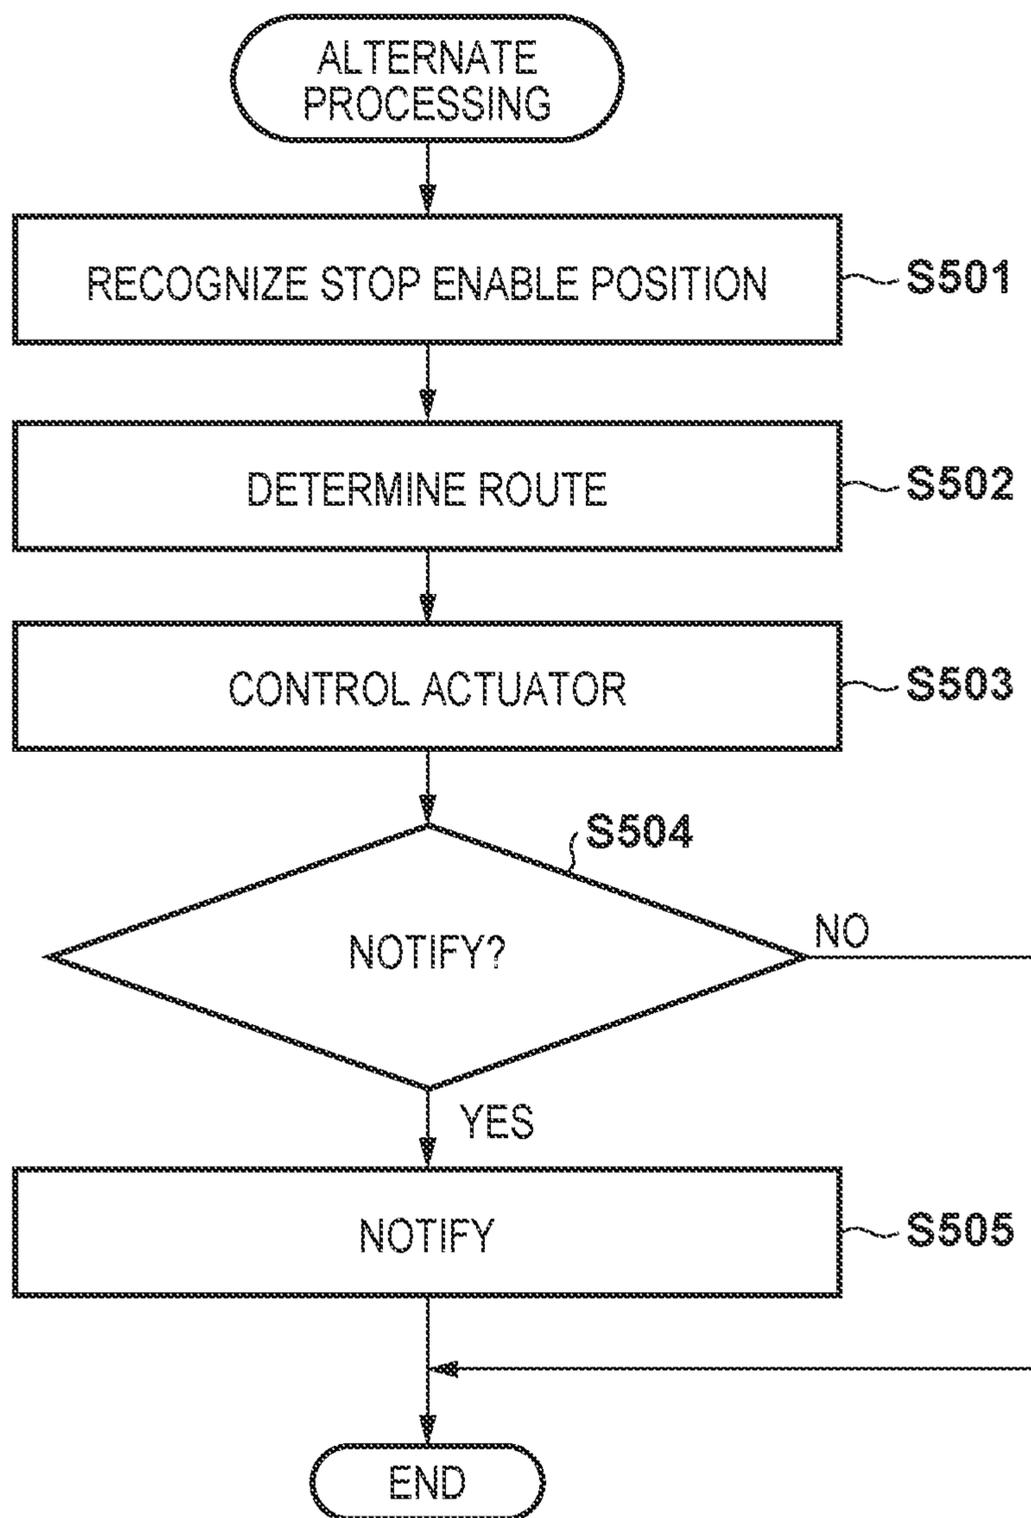 ALTERNATE
PROCESSING
RECOGNIZE STOP ENABLE POSITION
S501
DETERMINE ROUTE
S502
CONTROL ACTUATOR
S503
S504
NOTIFY?
NO
YES
NOTIFY
S505
END